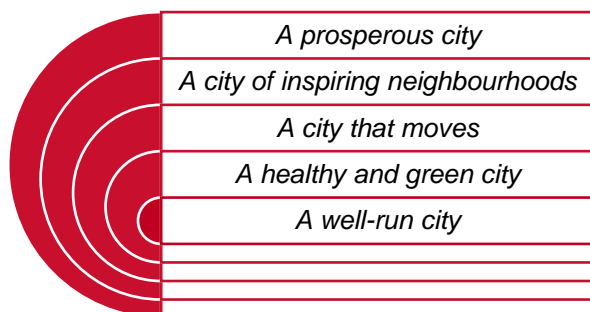 A prosperous city
A city of inspiring neighbourhoods
A city that moves
A healthy and green city
A well-run city